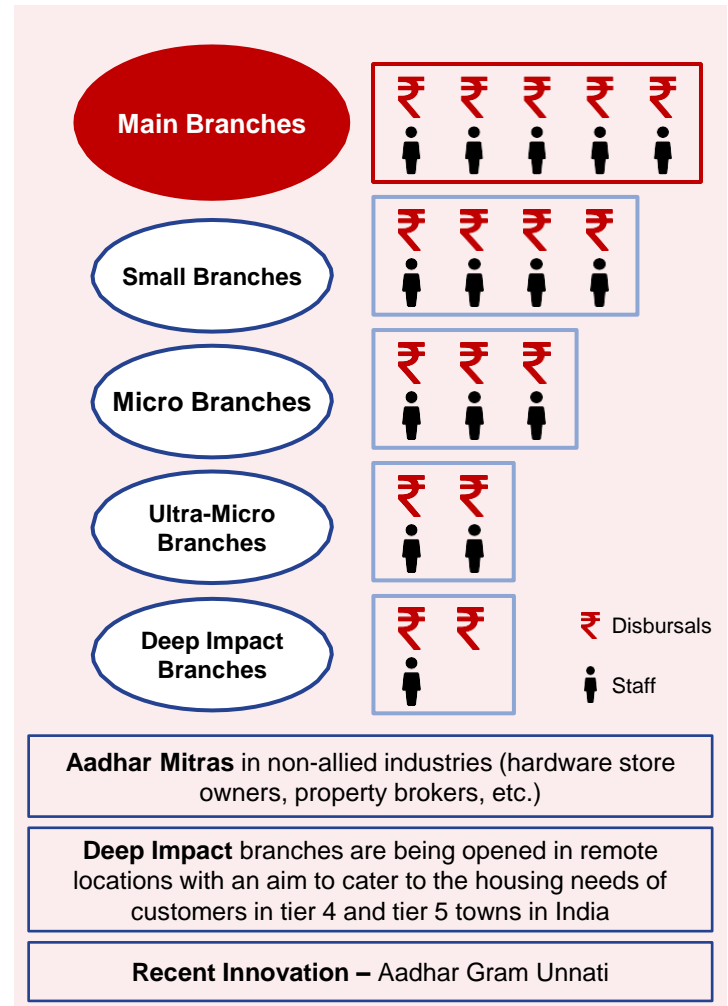 Main Branches
₹ ₹ ₹ ₹ ₹
Small Branches
₹ ₹ ₹ ₹
Micro Branches
₹ ₹ ₹
Ultra-Micro
Branches
₹ ₹
Deep Impact
Branches
₹ ₹
₹ Disbursals
Staff
Aadhar Mitras in non-allied industries (hardware store
owners, property brokers, etc.)
Deep Impact branches are being opened in remote
locations with an aim to cater to the housing needs of
customers in tier 4 and tier 5 towns in India
Recent Innovation – Aadhar Gram Unnati